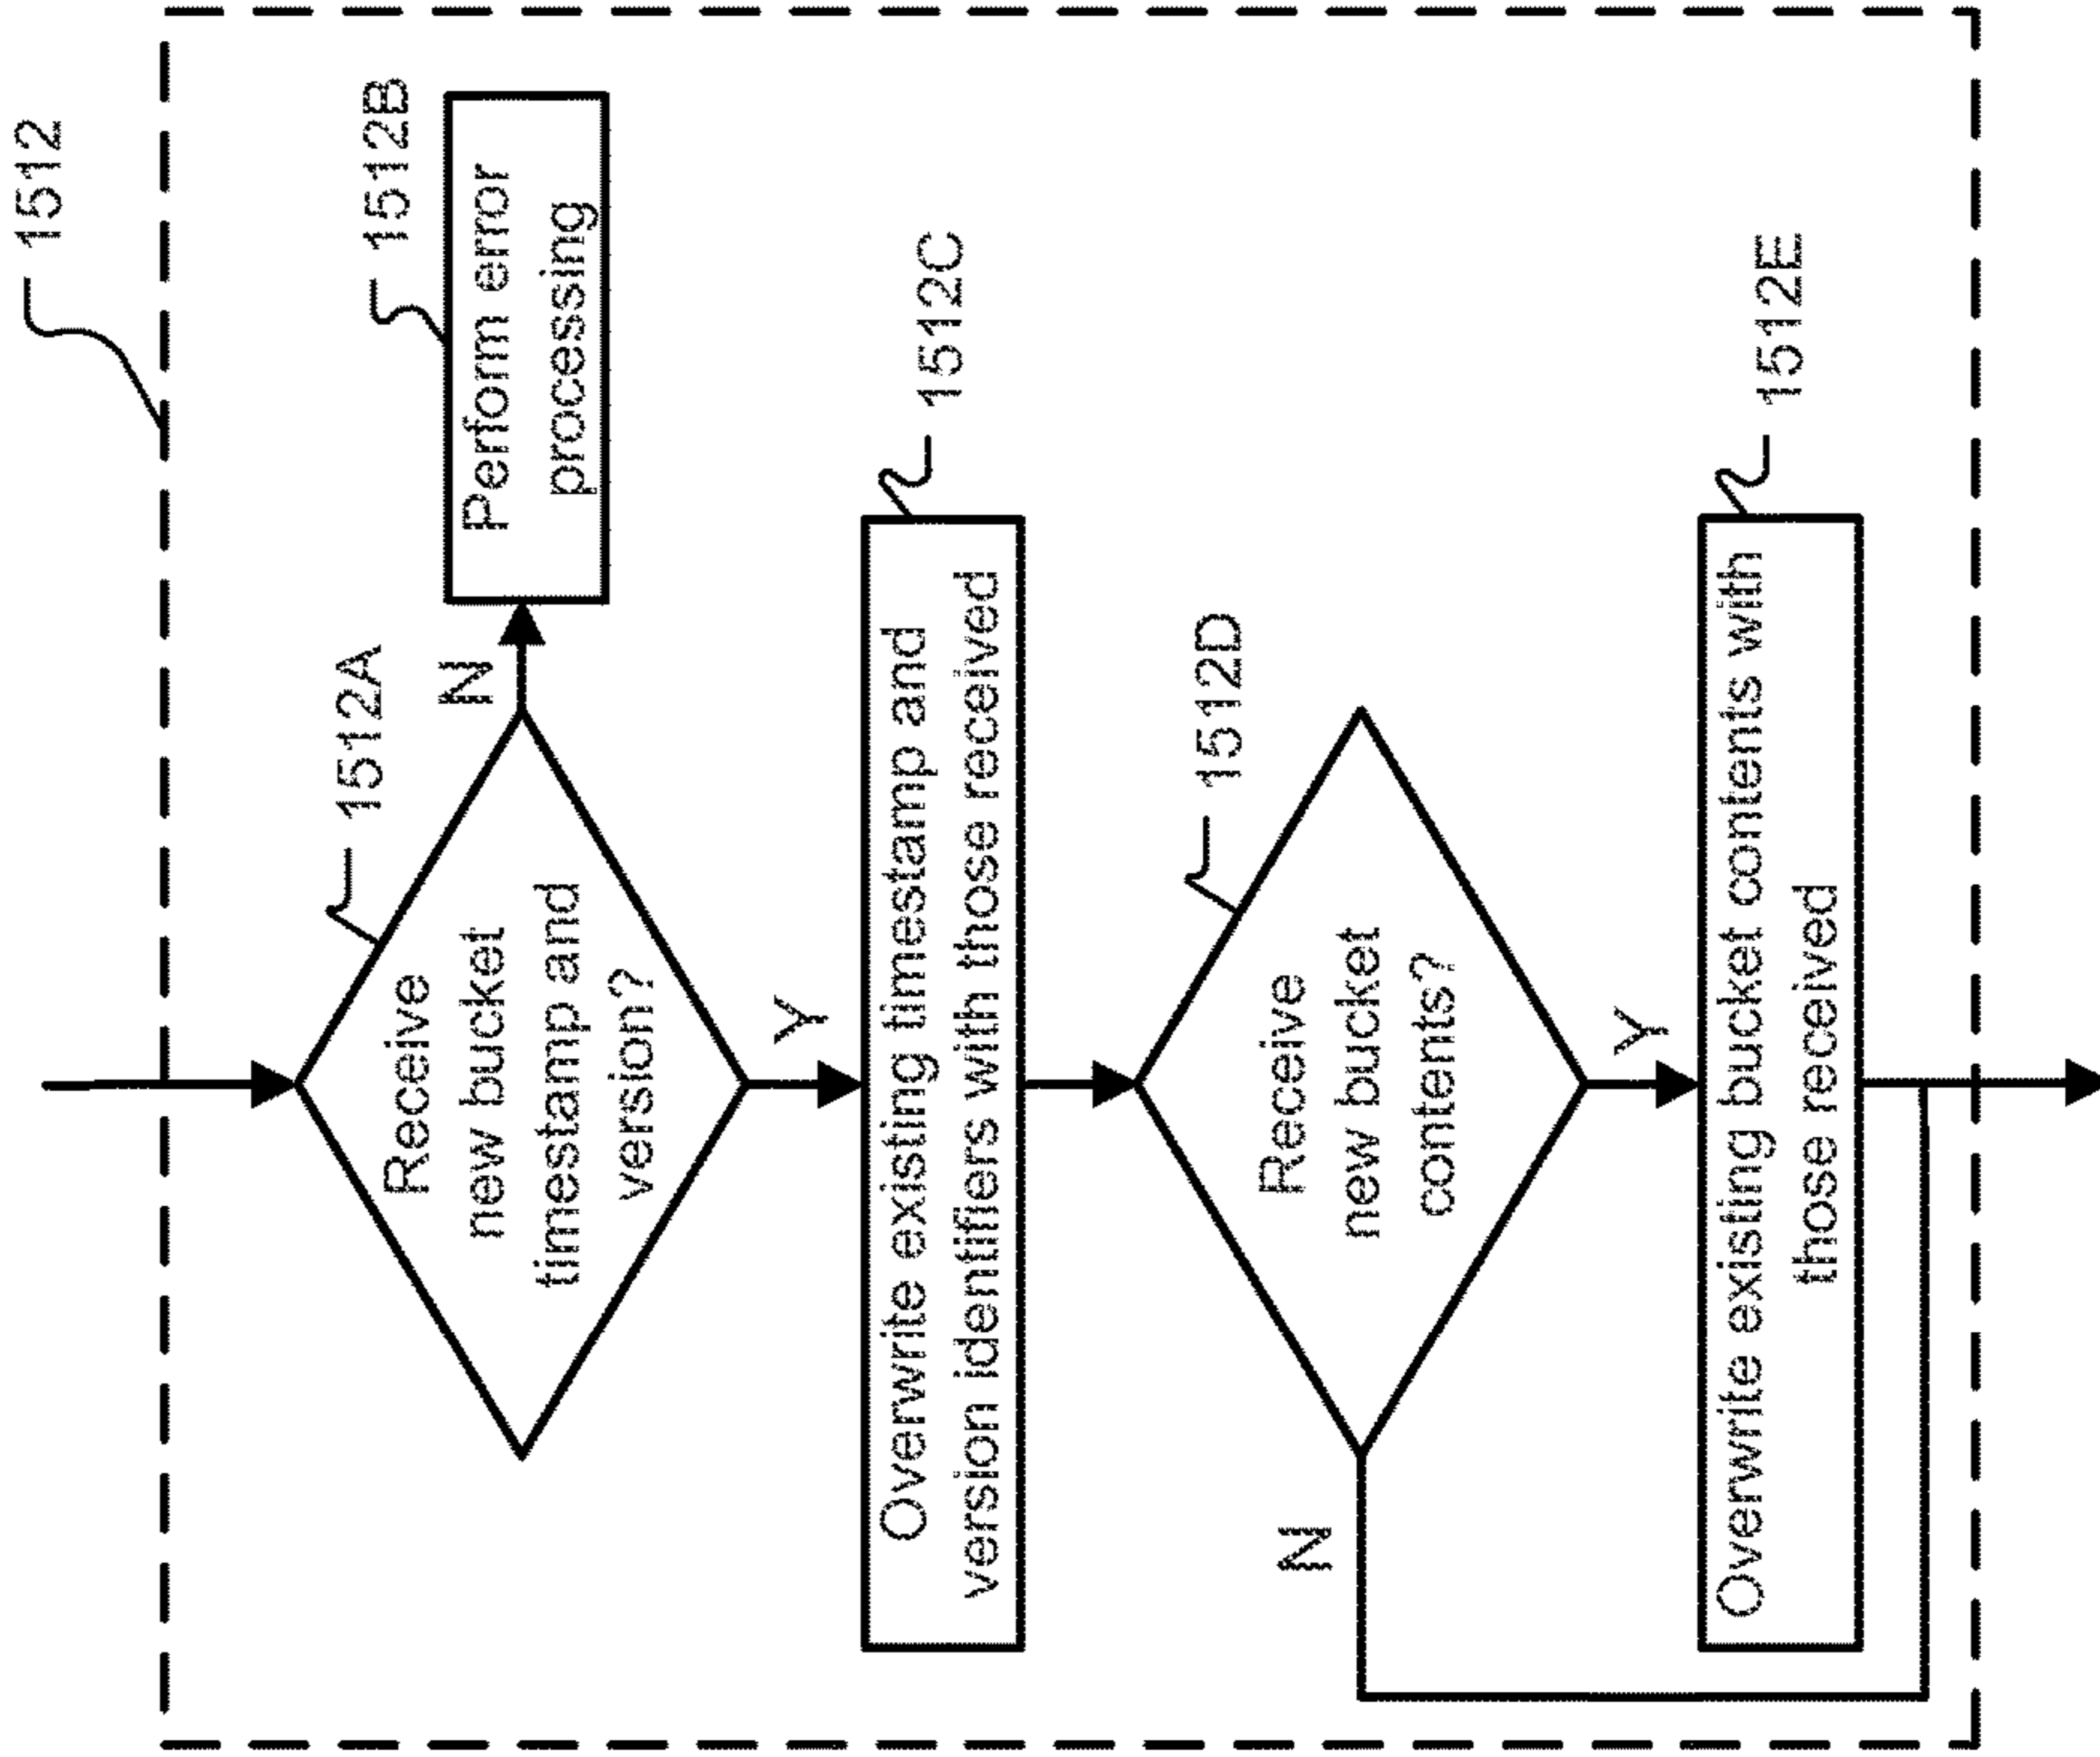 1512
1512A
Receive
new bucket
timestamp and
version?
N
1512B
Perform error
processing
Y
1512C
Overwrite existing timestamp and
version identifiers with those received
1512D
Receive
new bucket
contents?
N
Y
1512E
Overwrite existing bucket contents with
those received